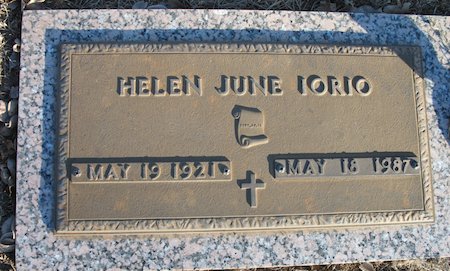 HELEN JUNE IORIO
MAY 19 1921
MAY 18 1987